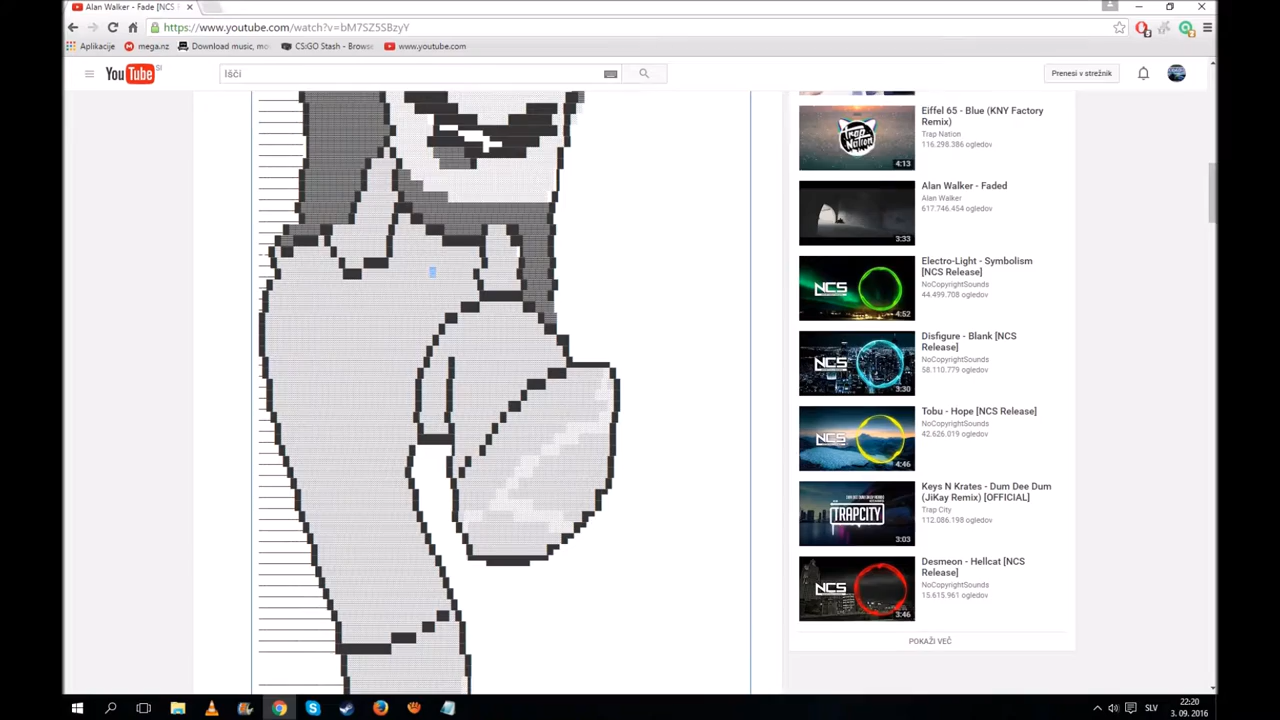 Alan Walker - Fade [NCS
https://www.youtube.com/watch?v=bM7SZ5SBzyY
Aplikacije
mega.nz
Download music, mo
CS:GO Stash - Browse
www.youtube.com
YouTube SI
Išči
Prenesi v strežnik
Eiffel 65 - Blue (KNY Factory
Remix)
Trap Nation
116.298.386 ogledov
4:13
Alan Walker - Faded
Alan Walker
617.746.454 ogledov
3:33
Electro-Light - Symbolism
[NCS Release]
NoCopyrightSounds
44.499.708 ogledov
NCS
4:52
Disfigure - Blank [NCS
Release]
NoCopyrightSounds
58.110.779 ogledov
NCS
3:30
Tobu - Hope [NCS Release]
NoCopyrightSounds
42.626.019 ogledov
NCS
4:46
Keys N Krates - Dum Dee Dum
(JiKay Remix) [OFFICIAL]
Trap City
112.086.198 ogledov
TRAPCITY
3:03
Desmeon - Hellcat [NCS
Release]
NoCopyrightSounds
15.615.961 ogledov
NCS
3:46
POKAŽI VEČ
SLV
22:20
3. 09. 2016